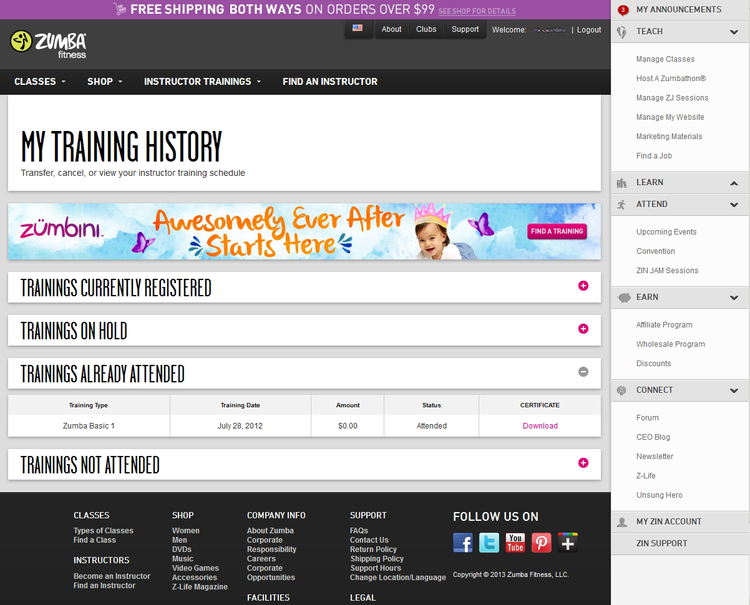 FREE SHIPPING BOTH WAYS ON ORDERS OVER $99 SEE SHOP FOR DETAILS
ZUMBA fitness
About Clubs Support Welcome: | Logout
CLASSES SHOP INSTRUCTOR TRAININGS FIND AN INSTRUCTOR
MY TRAINING HISTORY
Transfer, cancel, or view your instructor training schedule
zümbini
Awesomely Ever After
Starts Here
FIND A TRAINING
TRAININGS CURRENTLY REGISTERED
TRAININGS ON HOLD
TRAININGS ALREADY ATTENDED
Training Type Training Date Amount Status CERTIFICATE
Zumba Basic 1 July 28, 2012 $0.00 Attended Download
TRAININGS NOT ATTENDED
CLASSES
Types of Classes
Find a Class
INSTRUCTORS
Become an Instructor
Find an Instructor
SHOP
Women
Men
DVDs
Music
Video Games
Accessories
Z-Life Magazine
COMPANY INFO
About Zumba
Corporate
Responsibility
Careers
Corporate
Opportunities
FACILITIES
SUPPORT
FAQs
Contact Us
Return Policy
Shipping Policy
Support Hours
Change Location/Language
LEGAL
FOLLOW US ON
You Tube
Copyright © 2013 Zumba Fitness, LLC.
3 MY ANNOUNCEMENTS
TEACH
Manage Classes
Host A Zumbathon®
Manage ZJ Sessions
Manage My Website
Marketing Materials
Find a Job
LEARN
ATTEND
Upcoming Events
Convention
ZIN JAM Sessions
EARN
Affiliate Program
Wholesale Program
Discounts
CONNECT
Forum
CEO Blog
Newsletter
Z-Life
Unsung Hero
MY ZIN ACCOUNT
ZIN SUPPORT